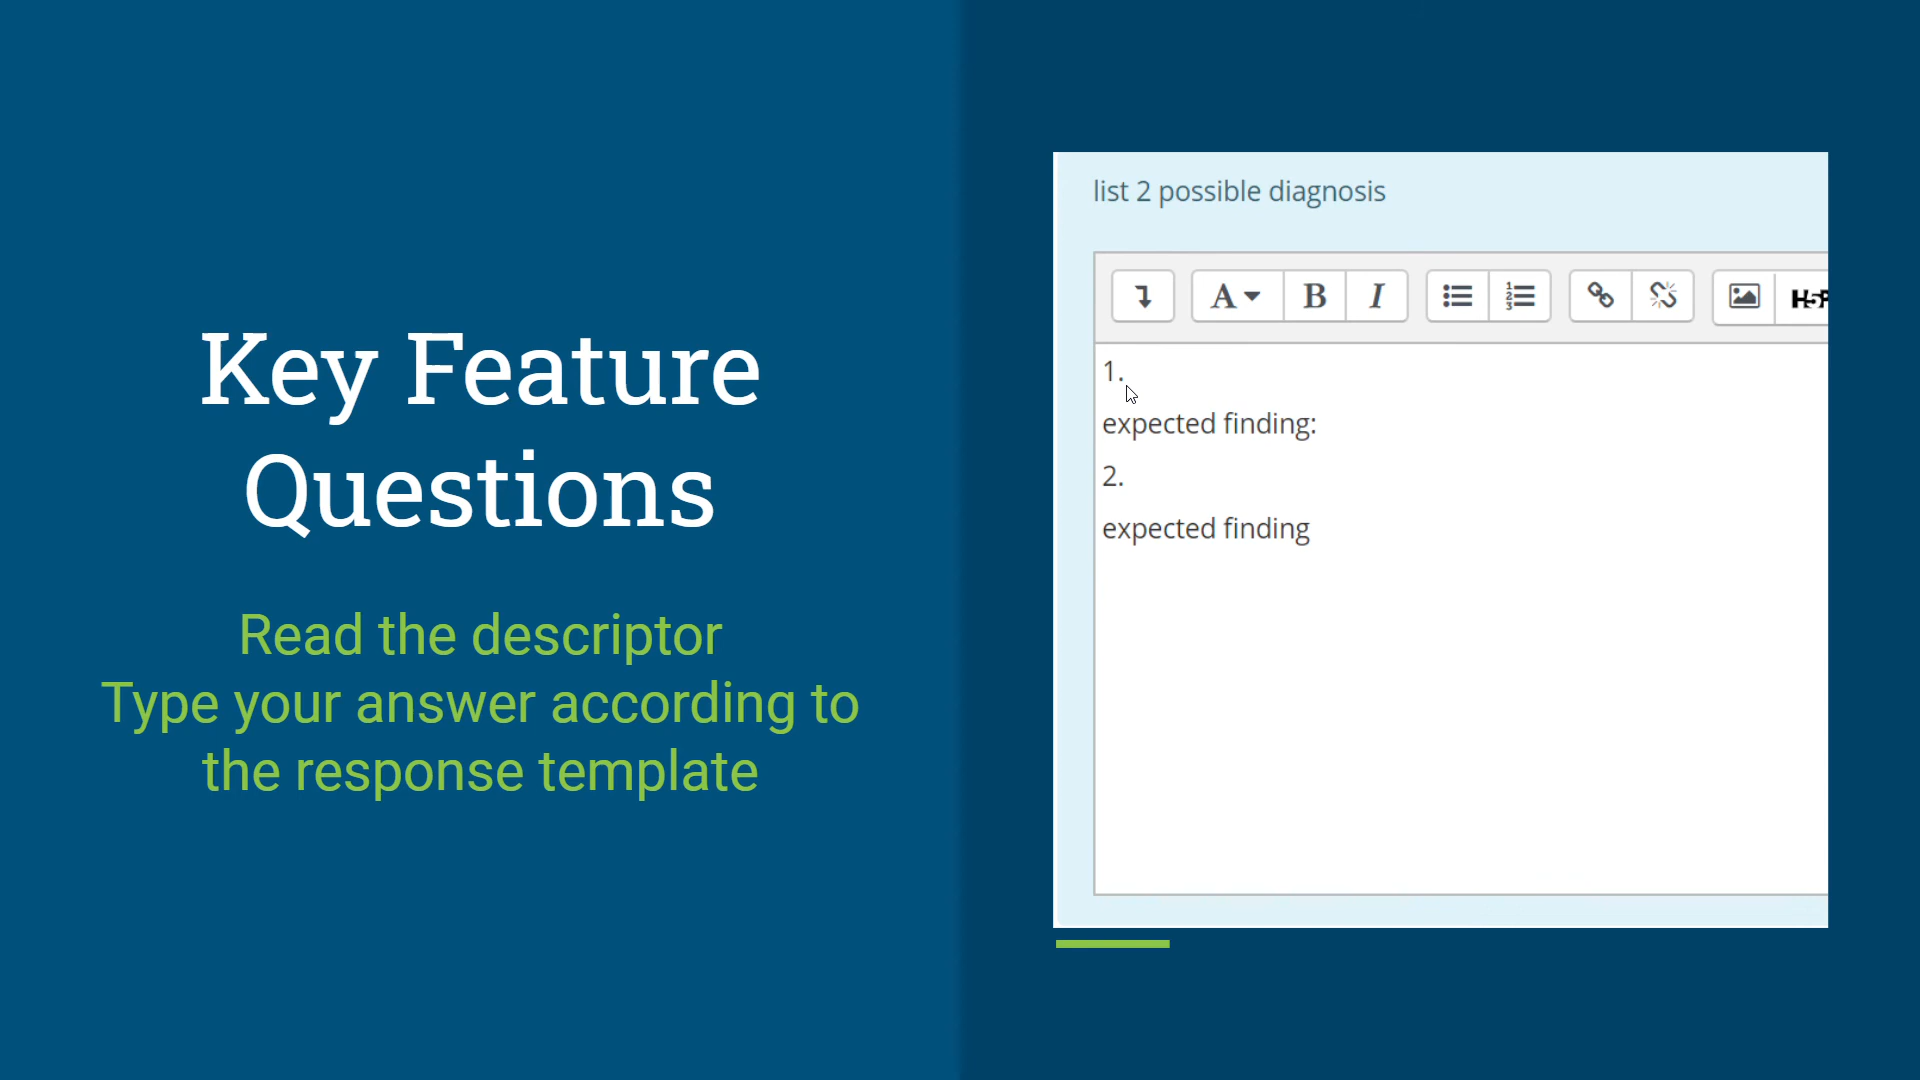 Key Feature
Questions
Read the descriptor
Type your answer according to
the response template
list 2 possible diagnosis
A B I H5P
1.
expected finding:
2.
expected finding